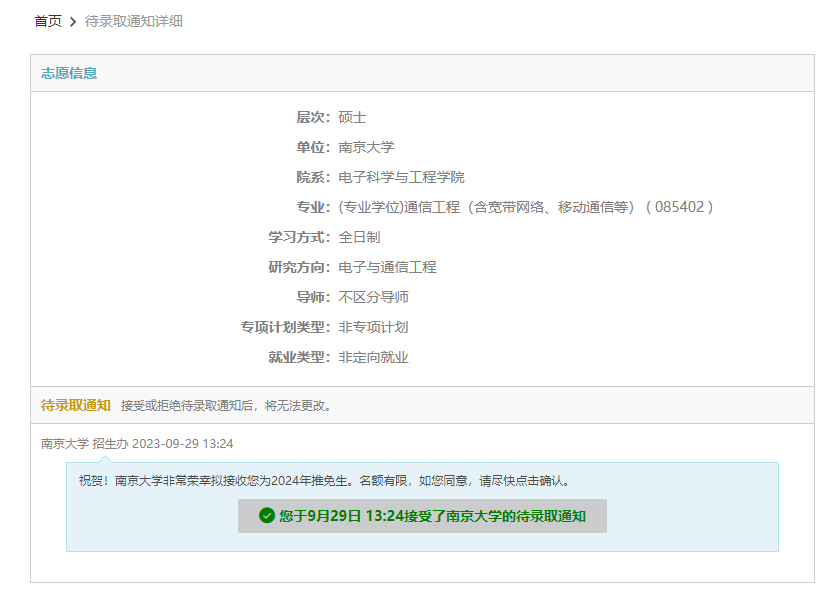 首页 > 待录取通知详细
志愿信息
层次： 硕士
单位： 南京大学
院系： 电子科学与工程学院
专业： (专业学位)通信工程（含宽带网络、移动通信等）（ 085402 ）
学习方式： 全日制
研究方向： 电子与通信工程
导师： 不区分导师
专项计划类型： 非专项计划
就业类型： 非定向就业
待录取通知 接受或拒绝待录取通知后，将无法更改。
南京大学 招生办 2023-09-29 13:24
祝贺！南京大学非常荣幸拟接收您为2024年推免生。名额有限，如您同意，请尽快点击确认。
您于9月29日 13:24接受了南京大学的待录取通知